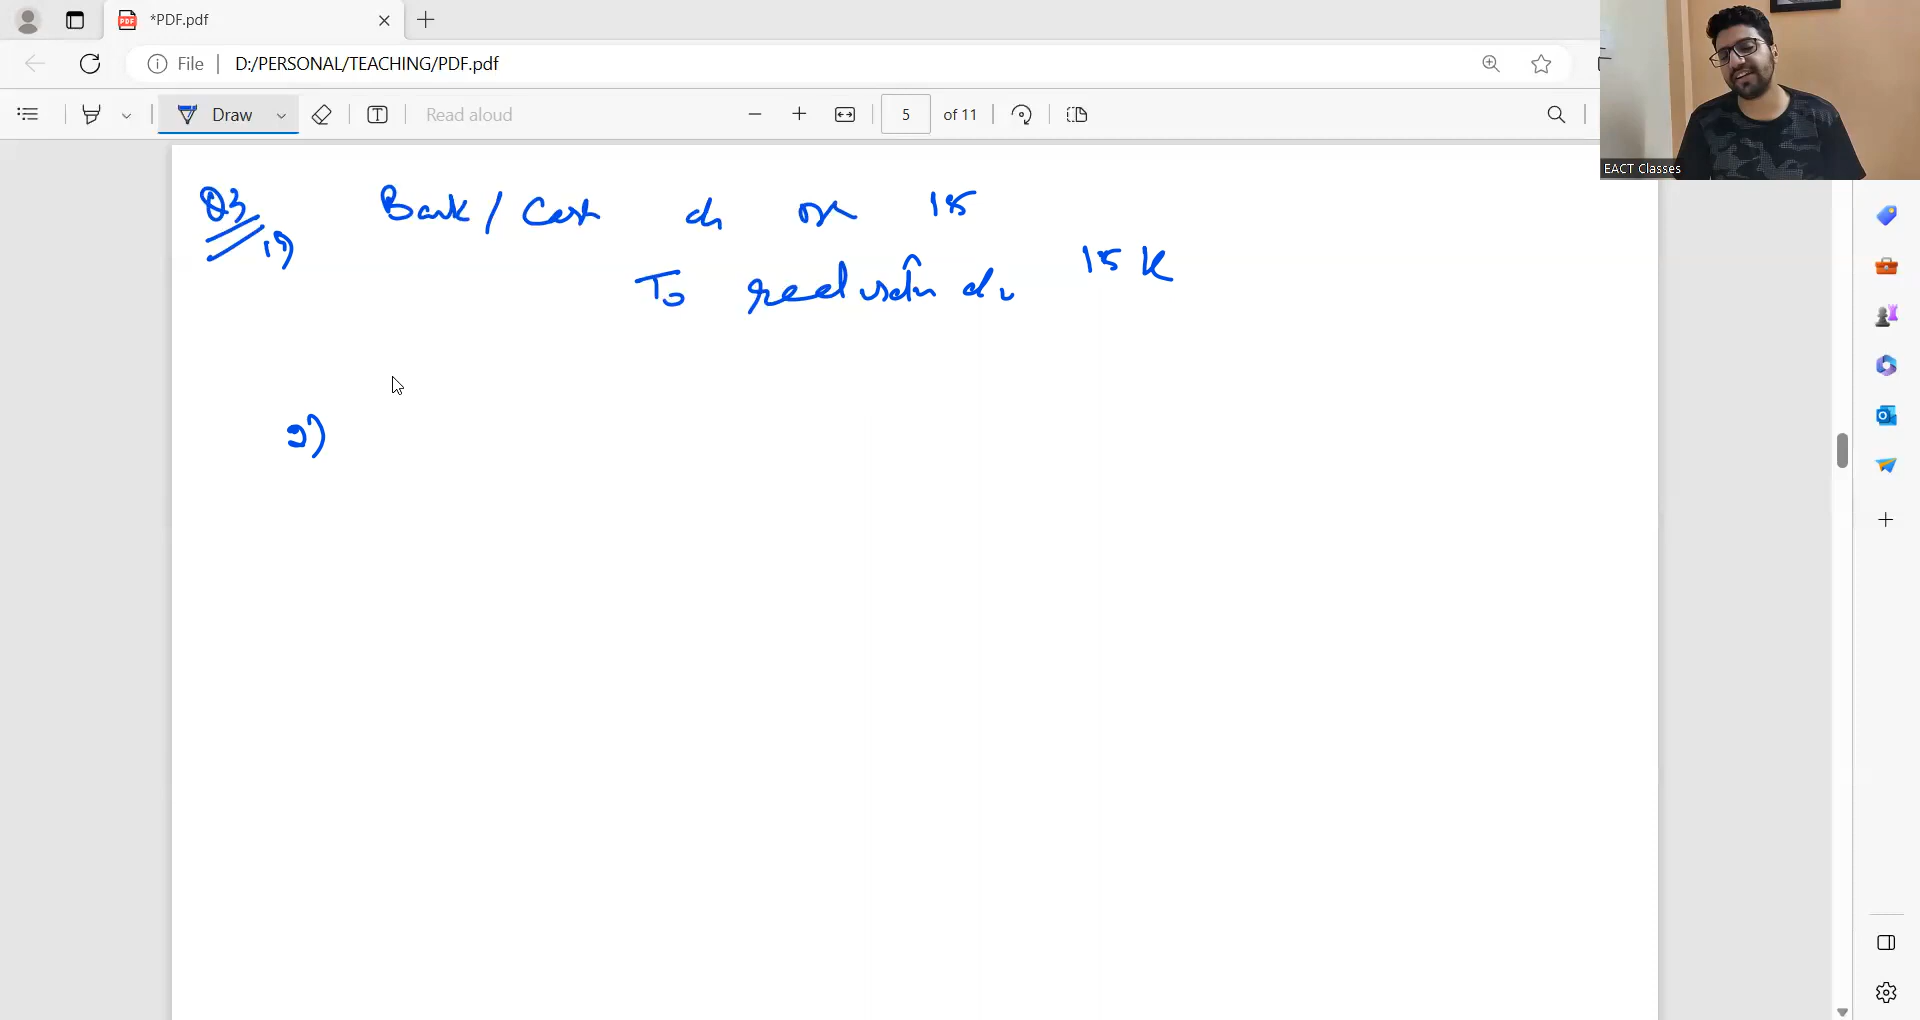 *PDF.pdf
File D:/PERSONAL/TEACHING/PDF.pdf
Draw Read aloud 5 of 11
EACT Classes
Q3 Bank / Cash 15
1)
To 15 K
2)